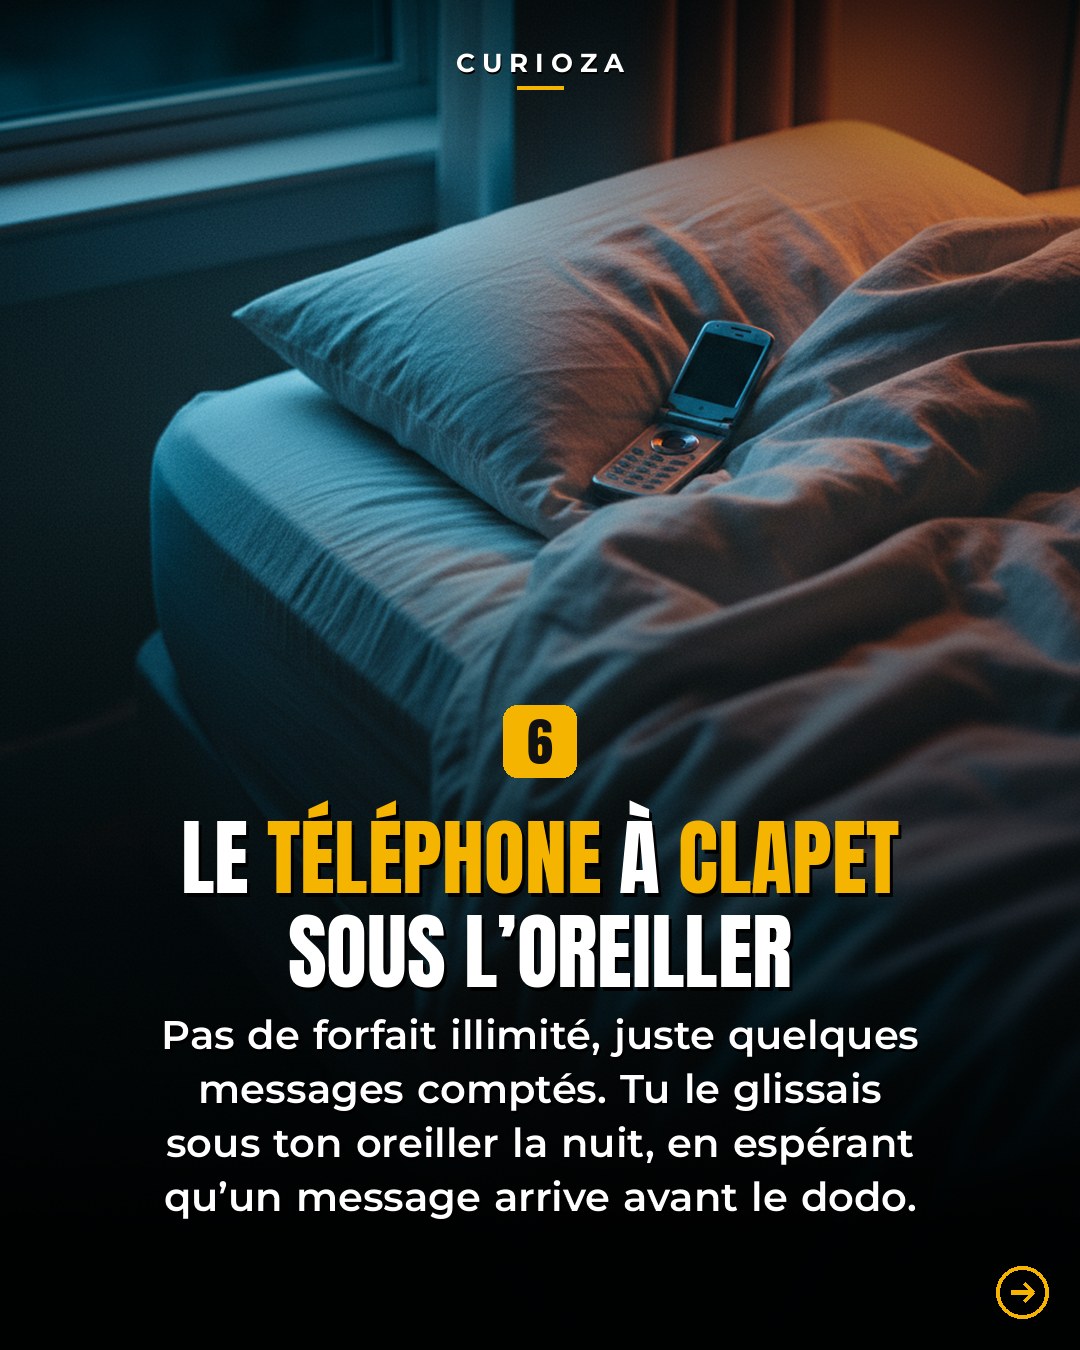 CURIOZA
6
LE TÉLÉPHONE À CLAPET
SOUS L’OREILLER
Pas de forfait illimité, juste quelques
messages comptés. Tu le glissais
sous ton oreiller la nuit, en espérant
qu’un message arrive avant le dodo.